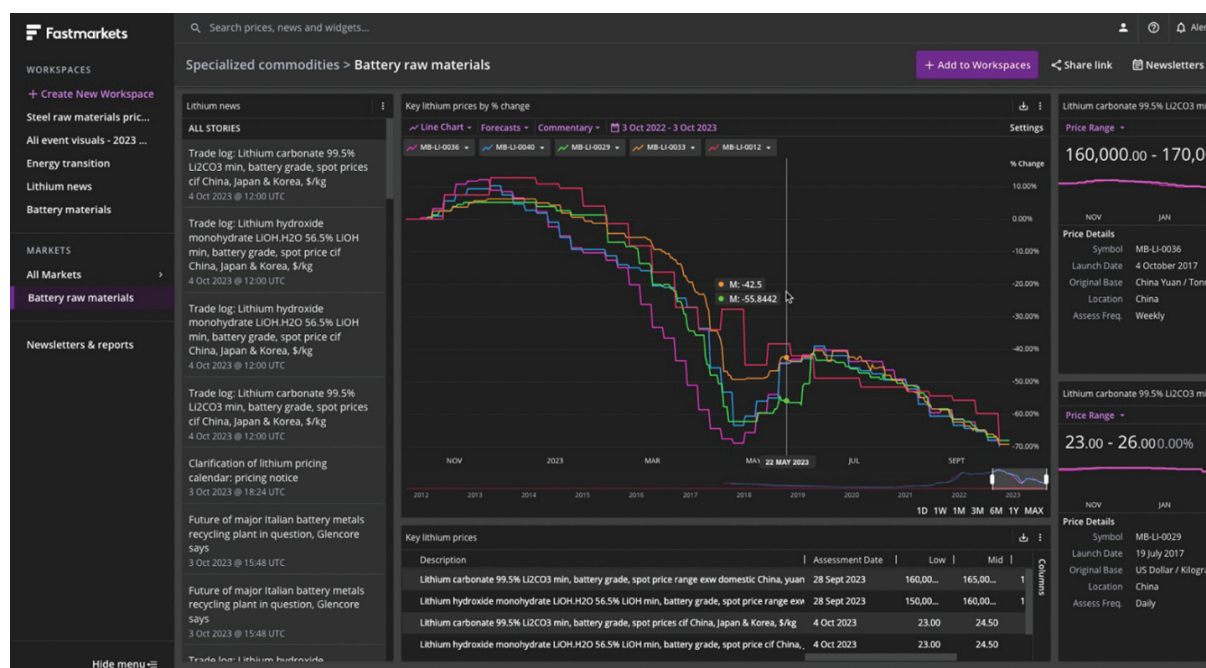 Fastmarkets
Search prices, news and widgets...
Aler
WORKSPACES
+ Create New Workspace
Steel raw materials pric...
Ali event visuals - 2023 ...
Energy transition
Lithium news
Battery materials
MARKETS
All Markets
Battery raw materials
Newsletters & reports
Hide menu
Specialized commodities > Battery raw materials
+ Add to Workspaces
Share link
Newsletters
Lithium news
ALL STORIES
Trade log: Lithium carbonate 99.5%
Li2CO3 min, battery grade, spot prices
cif China, Japan & Korea, $/kg
4 Oct 2023 @ 12:00 UTC
Trade log: Lithium hydroxide
monohydrate LiOH.H2O 56.5% LiOH
min, battery grade, spot price cif
China, Japan & Korea, $/kg
4 Oct 2023 @ 12:00 UTC
Trade log: Lithium hydroxide
monohydrate LiOH.H2O 56.5% LiOH
min, battery grade, spot price cif
China, Japan & Korea, $/kg
4 Oct 2023 @ 12:00 UTC
Trade log: Lithium carbonate 99.5%
Li2CO3 min, battery grade, spot prices
cif China, Japan & Korea, $/kg
4 Oct 2023 @ 12:00 UTC
Clarification of lithium pricing
calendar: pricing notice
3 Oct 2023 @ 18:24 UTC
Future of major Italian battery metals
recycling plant in question, Glencore
says
3 Oct 2023 @ 15:48 UTC
Future of major Italian battery metals
recycling plant in question, Glencore
says
3 Oct 2023 @ 15:48 UTC
Trade log: Lithium hydroxide
Key lithium prices by % change
Line Chart Forecasts Commentary 3 Oct 2022 - 3 Oct 2023 Settings
MB-LI-0036 MB-LI-0040 MB-LI-0029 MB-LI-0033 MB-LI-0012
% Change
10.00%
0.00%
-10.00%
-20.00%
-30.00%
-40.00%
-50.00%
-60.00%
-70.00%
M: -42.5
M: -55.8442
NOV 2023 MAR MAY 22 MAY 2023 JUL SEPT
2012 2013 2014 2015 2016 2017 2018 2019 2020 2021 2022 2023
1D 1W 1M 3M 6M 1Y MAX
Key lithium prices
Description Assessment Date Low Mid
Lithium carbonate 99.5% Li2CO3 min, battery grade, spot price range exw domestic China, yuan 28 Sept 2023 160,00... 165,00... 1
Lithium hydroxide monohydrate LiOH.H2O 56.5% LiOH min, battery grade, spot price range exw 28 Sept 2023 150,00... 160,00... 1
Lithium carbonate 99.5% Li2CO3 min, battery grade, spot prices cif China, Japan & Korea, $/kg 4 Oct 2023 23.00 24.50
Lithium hydroxide monohydrate LiOH.H2O 56.5% LiOH min, battery grade, spot price cif China, 4 Oct 2023 23.00 24.50
Columns
Lithium carbonate 99.5% Li2CO3 mi
Price Range
160,000.00 - 170,0
NOV JAN
Price Details
Symbol MB-LI-0036
Launch Date 4 October 2017
Original Base China Yuan / Tonn
Location China
Assess Freq. Weekly
Lithium carbonate 99.5% Li2CO3 mi
Price Range
23.00 - 26.00 0.00%
NOV JAN
Price Details
Symbol MB-LI-0029
Launch Date 19 July 2017
Original Base US Dollar / Kilogra
Location China
Assess Freq. Daily